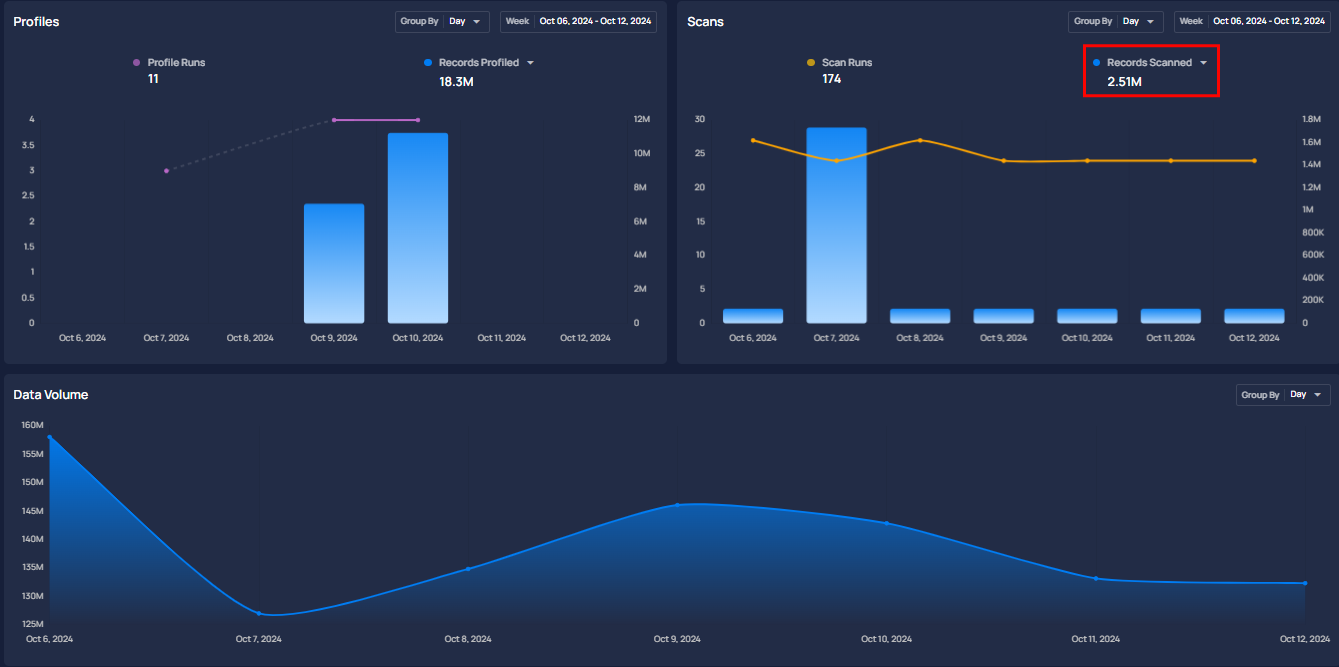 Profiles
Group By Day
Week Oct 06, 2024 - Oct 12, 2024
Profile Runs
11
Records Profiled
18.3M
4
3.5
3
2.5
2
1.5
1
0.5
0
12M
10M
8M
6M
4M
2M
0
Oct 6, 2024 Oct 7, 2024 Oct 8, 2024 Oct 9, 2024 Oct 10, 2024 Oct 11, 2024 Oct 12, 2024
Scans
Group By Day
Week Oct 06, 2024 - Oct 12, 2024
Scan Runs
174
Records Scanned
2.51M
30
25
20
15
10
5
0
1.8M
1.6M
1.4M
1.2M
1M
800K
600K
400K
200K
0
Oct 6, 2024 Oct 7, 2024 Oct 8, 2024 Oct 9, 2024 Oct 10, 2024 Oct 11, 2024 Oct 12, 2024
Data Volume
Group By Day
160M
155M
150M
145M
140M
135M
130M
125M
Oct 6, 2024 Oct 7, 2024 Oct 8, 2024 Oct 9, 2024 Oct 10, 2024 Oct 11, 2024 Oct 12, 2024